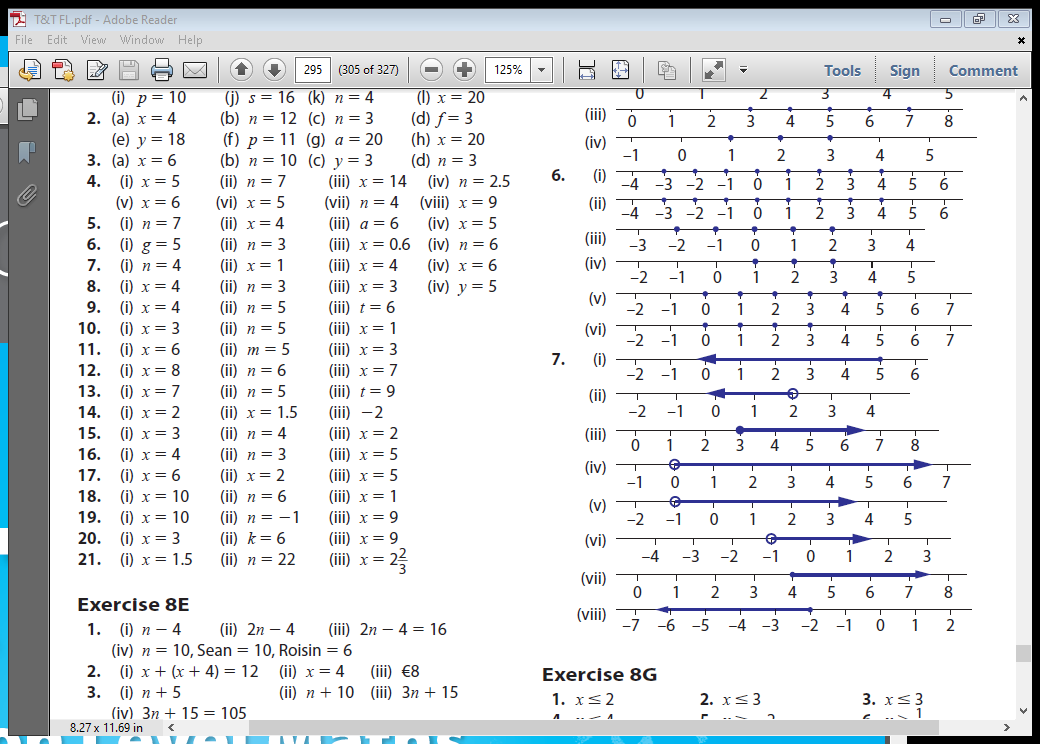 T&T FL.pdf - Adobe Reader
File Edit View Window Help
295 (305 of 327) 125% Tools Sign Comment
(i) p = 10 (j) s = 16 (k) n = 4 (l) x = 20
2. (a) x = 4 (b) n = 12 (c) n = 3 (d) f = 3
(e) y = 18 (f) p = 11 (g) a = 20 (h) x = 20
3. (a) x = 6 (b) n = 10 (c) y = 3 (d) n = 3
4. (i) x = 5 (ii) n = 7 (iii) x = 14 (iv) n = 2.5
(v) x = 6 (vi) x = 5 (vii) n = 4 (viii) x = 9
5. (i) n = 7 (ii) x = 4 (iii) a = 6 (iv) x = 5
6. (i) g = 5 (ii) n = 3 (iii) x = 0.6 (iv) n = 6
7. (i) n = 4 (ii) x = 1 (iii) x = 4 (iv) x = 6
8. (i) x = 4 (ii) n = 3 (iii) x = 3 (iv) y = 5
9. (i) x = 4 (ii) n = 5 (iii) t = 6
10. (i) x = 3 (ii) n = 5 (iii) x = 1
11. (i) x = 6 (ii) m = 5 (iii) x = 3
12. (i) x = 8 (ii) n = 6 (iii) x = 7
13. (i) x = 7 (ii) n = 5 (iii) t = 9
14. (i) x = 2 (ii) x = 1.5 (iii) −2
15. (i) x = 3 (ii) n = 4 (iii) x = 2
16. (i) x = 4 (ii) n = 3 (iii) x = 5
17. (i) x = 6 (ii) x = 2 (iii) x = 5
18. (i) x = 10 (ii) n = 6 (iii) x = 1
19. (i) x = 10 (ii) n = −1 (iii) x = 9
20. (i) x = 3 (ii) k = 6 (iii) x = 9
21. (i) x = 1.5 (ii) n = 22 (iii) x = 2 2/3
Exercise 8E
1. (i) n − 4 (ii) 2n − 4 (iii) 2n − 4 = 16
(iv) n = 10, Sean = 10, Roisin = 6
2. (i) x + (x + 4) = 12 (ii) x = 4 (iii) €8
3. (i) n + 5 (ii) n + 10 (iii) 3n + 15
(iv) 3n + 15 = 105
0 1 2 3 4 5
(iii) 0 1 2 3 4 5 6 7 8
(iv) −1 0 1 2 3 4 5
6. (i) −4 −3 −2 −1 0 1 2 3 4 5 6
(ii) −4 −3 −2 −1 0 1 2 3 4 5 6
(iii) −3 −2 −1 0 1 2 3 4
(iv) −2 −1 0 1 2 3 4 5
(v) −2 −1 0 1 2 3 4 5 6 7
(vi) −2 −1 0 1 2 3 4 5 6 7
7. (i) −2 −1 0 1 2 3 4 5 6
(ii) −2 −1 0 1 2 3 4
(iii) 0 1 2 3 4 5 6 7 8
(iv) −1 0 1 2 3 4 5 6 7
(v) −2 −1 0 1 2 3 4 5
(vi) −4 −3 −2 −1 0 1 2 3
(vii) 0 1 2 3 4 5 6 7 8
(viii) −7 −6 −5 −4 −3 −2 −1 0 1 2
Exercise 8G
1. x ≤ 2 2. x ≤ 3 3. x ≤ 3
8.27 x 11.69 in